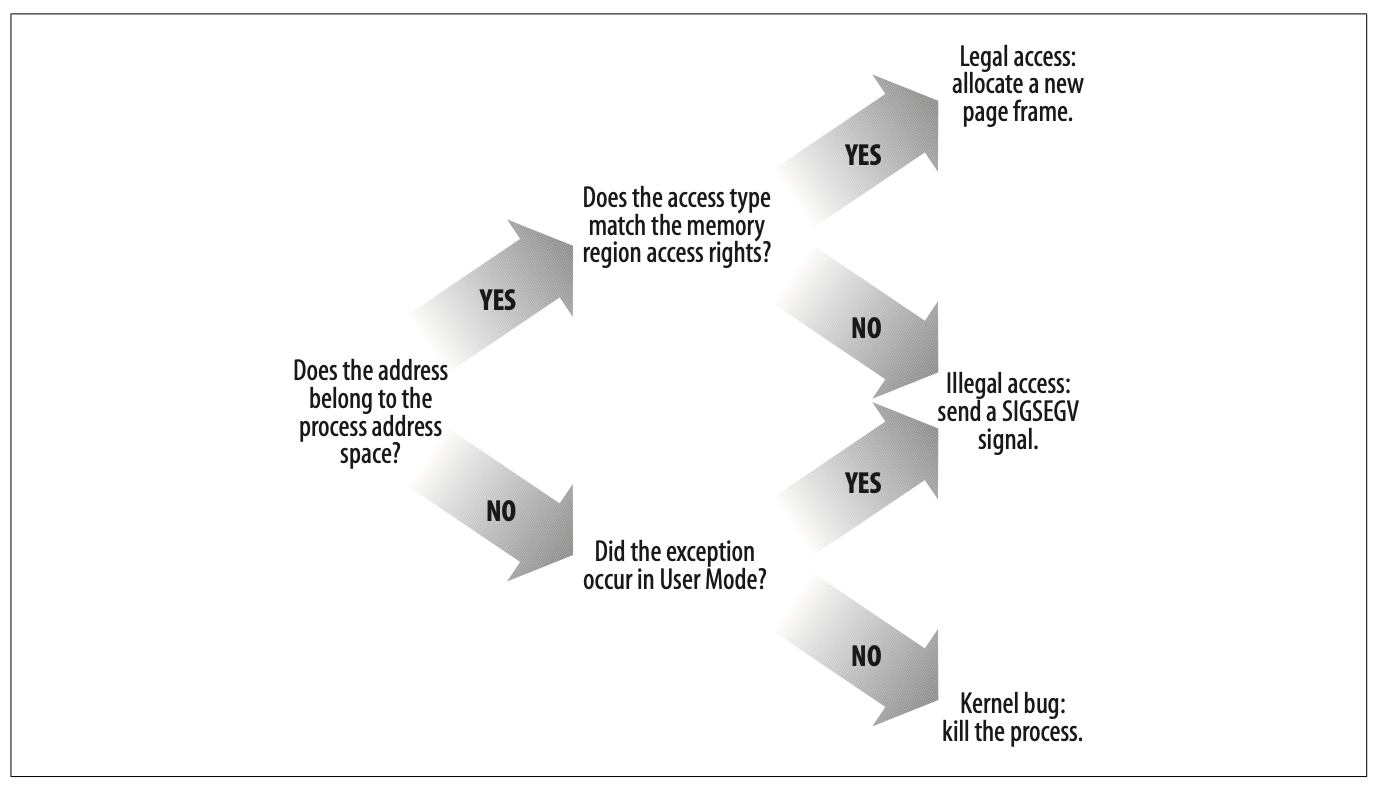 Does the address
belong to the
process address
space?
YES
NO
Does the access type
match the memory
region access rights?
Did the exception
occur in User Mode?
YES
NO
YES
NO
Legal access:
allocate a new
page frame.
Illegal access:
send a SIGSEGV
signal.
Kernel bug:
kill the process.